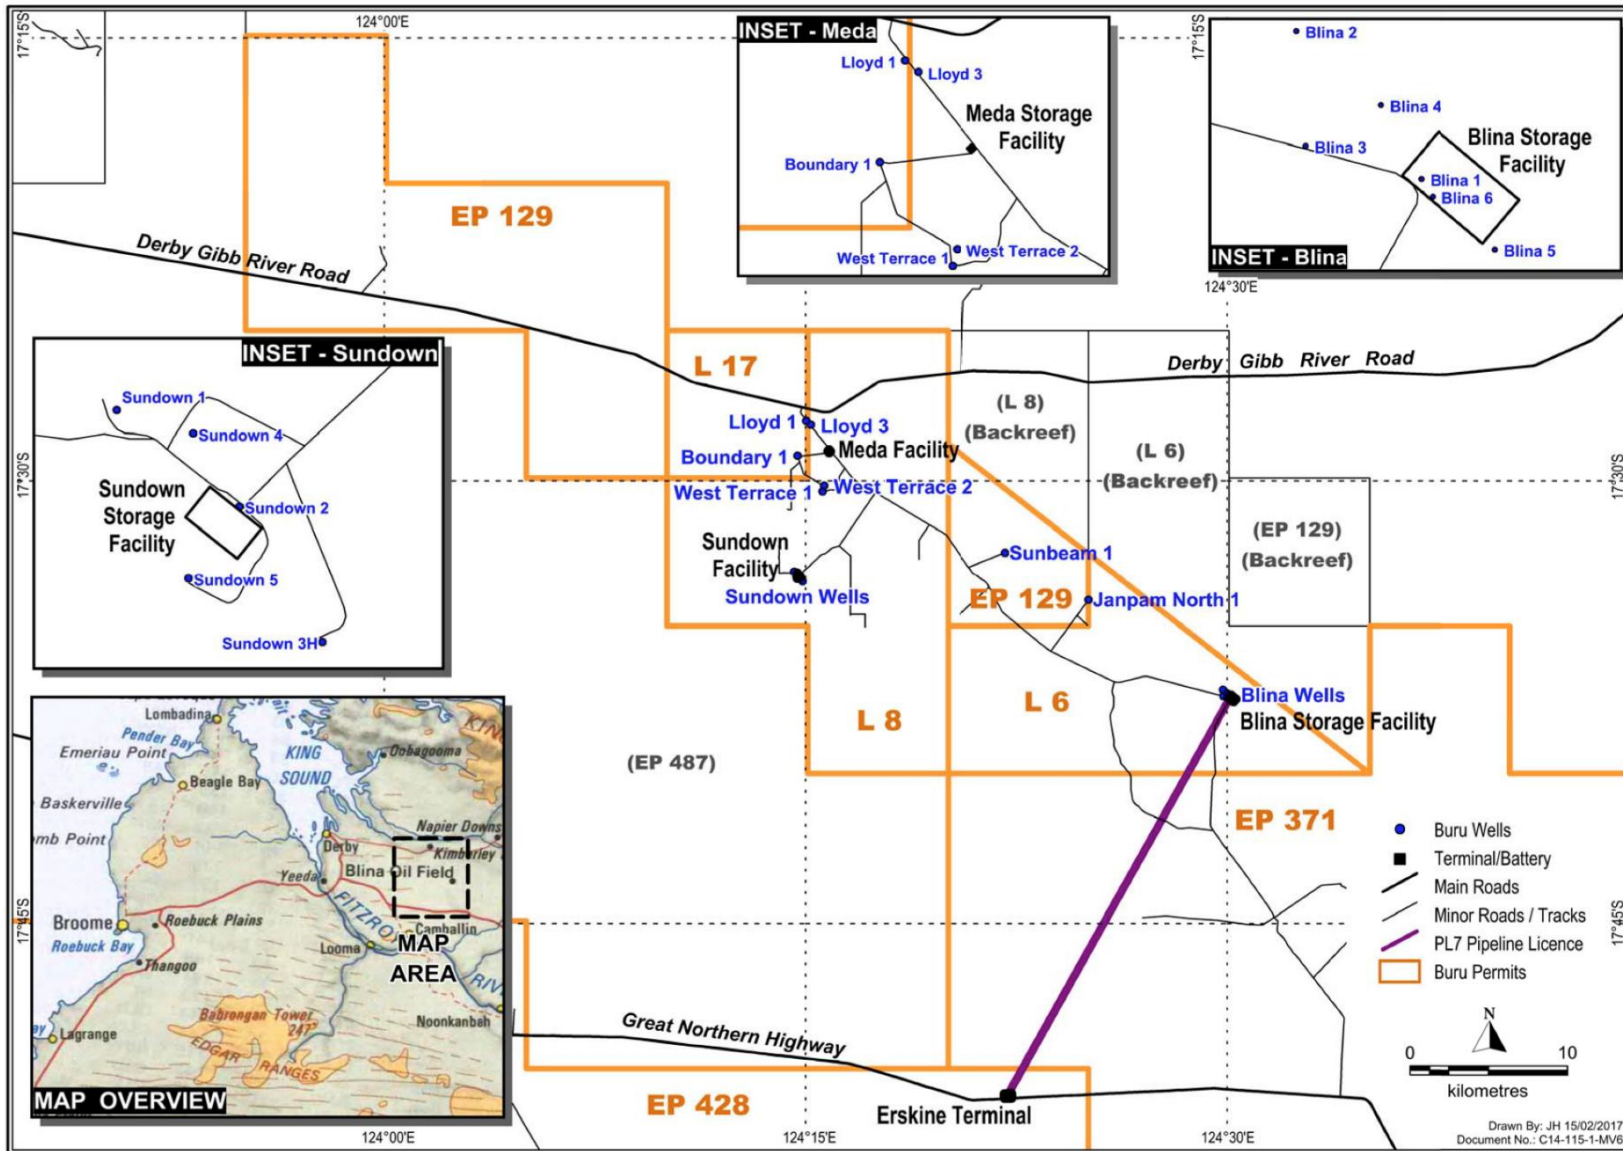 17°15'S
124°00'E
17°15'S
INSET - Meda
Lloyd 1
Lloyd 3
Meda Storage
Facility
Boundary 1
West Terrace 2
West Terrace 1
Blina 2
Blina 4
Blina 3
Blina Storage
Facility
Blina 1
Blina 6
Blina 5
INSET - Blina
124°30'E
EP 129
Derby Gibb River Road
INSET - Sundown
Sundown 1
Sundown 4
Sundown 2
Sundown
Storage
Facility
Sundown 5
Sundown 3H
L 17
Derby Gibb River Road
(L 8)
(Backreef)
(L 6)
(Backreef)
(EP 129)
(Backreef)
Lloyd 1
Lloyd 3
Boundary 1
Meda Facility
West Terrace 1
West Terrace 2
17°30'S
17°30'S
Sundown
Facility
Sundown Wells
Sunbeam 1
EP 129
Janpam North 1
L 8
L 6
Blina Wells
Blina Storage Facility
(EP 487)
EP 371
Lombadina
Pender Bay
Emeriau Point
KING
SOUND
Oobagooma
Beagle Bay
Baskerville
mb Point
Napier Downs
Derby
Kimberley
Blina Oil Field
Yeeda
Broome
Roebuck Plains
FITZRO
Camballin
Roebuck Bay
Looma
MAP
AREA
Thangoo
RIV
Babrongan Tower
247
Noonkanbah
Lagrange
EDGAR
RANGES
MAP OVERVIEW
Buru Wells
Terminal/Battery
Main Roads
Minor Roads / Tracks
PL7 Pipeline Licence
Buru Permits
17°45'S
17°45'S
N
0 10
kilometres
Great Northern Highway
EP 428
Erskine Terminal
124°00'E
124°15'E
124°30'E
Drawn By: JH 15/02/2017
Document No.: C14-115-1-MV6